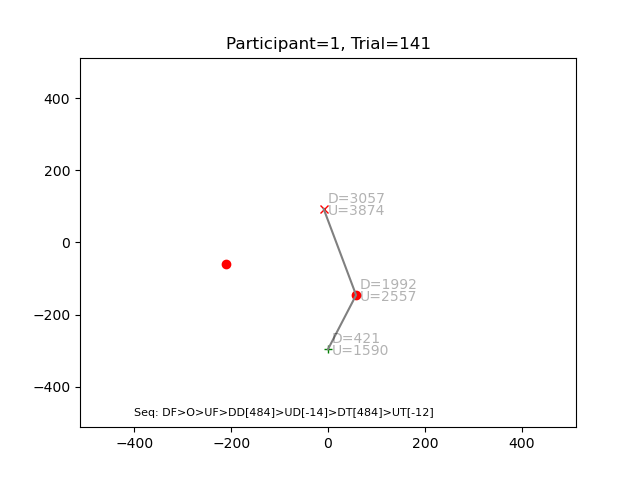 Participant=1, Trial=141
400
200
0
−200
−400
D=3057
U=3874
D=1992
U=2557
D=421
U=1590
Seq: DF>O>UF>DD[484]>UD[-14]>DT[484]>UT[-12]
−400 −200 0 200 400